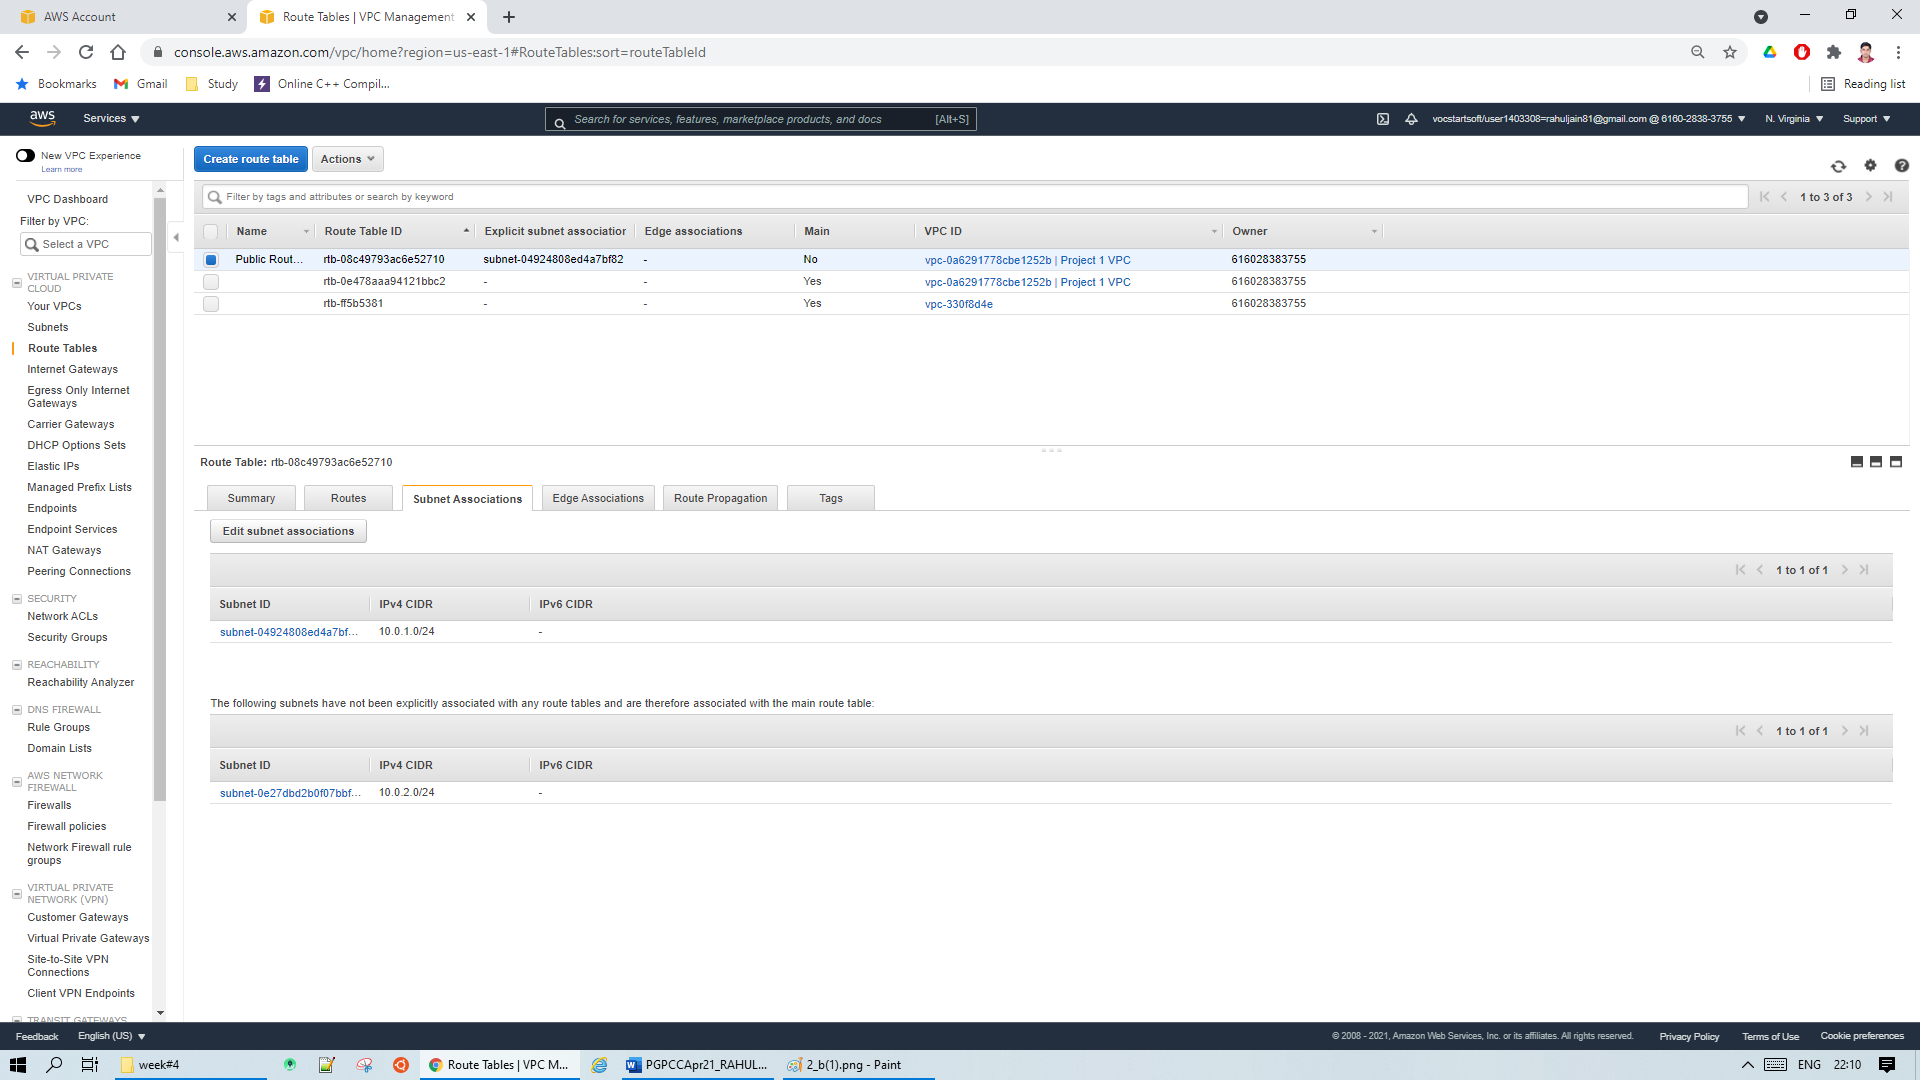 AWS Account
Route Tables | VPC Management
console.aws.amazon.com/vpc/home?region=us-east-1#RouteTables:sort=routeTableId
Bookmarks Gmail Study Online C++ Compil... Reading list
aws Services Search for services, features, marketplace products, and docs [Alt+S] vocstartsoft/user1403308=rahuljain81@gmail.com @ 6160-2838-3755 N. Virginia Support
New VPC Experience
Learn more
VPC Dashboard
Filter by VPC:
Select a VPC
VIRTUAL PRIVATE
CLOUD
Your VPCs
Subnets
Route Tables
Internet Gateways
Egress Only Internet
Gateways
Carrier Gateways
DHCP Options Sets
Elastic IPs
Managed Prefix Lists
Endpoints
Endpoint Services
NAT Gateways
Peering Connections
SECURITY
Network ACLs
Security Groups
REACHABILITY
Reachability Analyzer
DNS FIREWALL
Rule Groups
Domain Lists
AWS NETWORK
FIREWALL
Firewalls
Firewall policies
Network Firewall rule
groups
VIRTUAL PRIVATE
NETWORK (VPN)
Customer Gateways
Virtual Private Gateways
Site-to-Site VPN
Connections
Client VPN Endpoints
TRANSIT GATEWAYS
Create route table Actions
Filter by tags and attributes or search by keyword 1 to 3 of 3
Name Route Table ID Explicit subnet association Edge associations Main VPC ID Owner
Public Rout... rtb-08c49793ac6e52710 subnet-04924808ed4a7bf82 - No vpc-0a6291778cbe1252b | Project 1 VPC 616028383755
rtb-0e478aaa94121bbc2 - - Yes vpc-0a6291778cbe1252b | Project 1 VPC 616028383755
rtb-ff5b5381 - - Yes vpc-330f8d4e 616028383755
Route Table: rtb-08c49793ac6e52710
Summary Routes Subnet Associations Edge Associations Route Propagation Tags
Edit subnet associations
1 to 1 of 1
Subnet ID IPv4 CIDR IPv6 CIDR
subnet-04924808ed4a7bf... 10.0.1.0/24 -
The following subnets have not been explicitly associated with any route tables and are therefore associated with the main route table:
1 to 1 of 1
Subnet ID IPv4 CIDR IPv6 CIDR
subnet-0e27dbd2b0f07bbf... 10.0.2.0/24 -
Feedback English (US) © 2008 - 2021, Amazon Web Services, Inc. or its affiliates. All rights reserved. Privacy Policy Terms of Use Cookie preferences
week#4 Route Tables | VPC M... PGPCCApr21_RAHUL... 2_b(1).png - Paint ENG 22:10